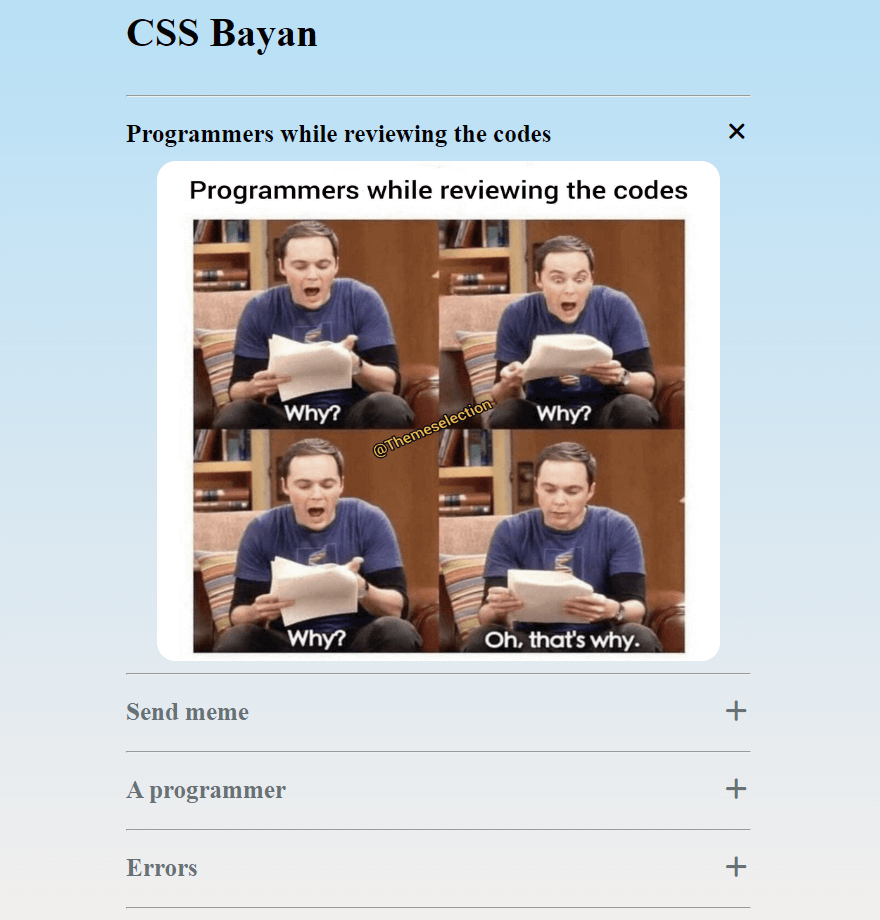 CSS Bayan
Programmers while reviewing the codes
Programmers while reviewing the codes
Why?
Why?
@Themeselection
Why?
Oh, that's why.
Send meme
A programmer
Errors